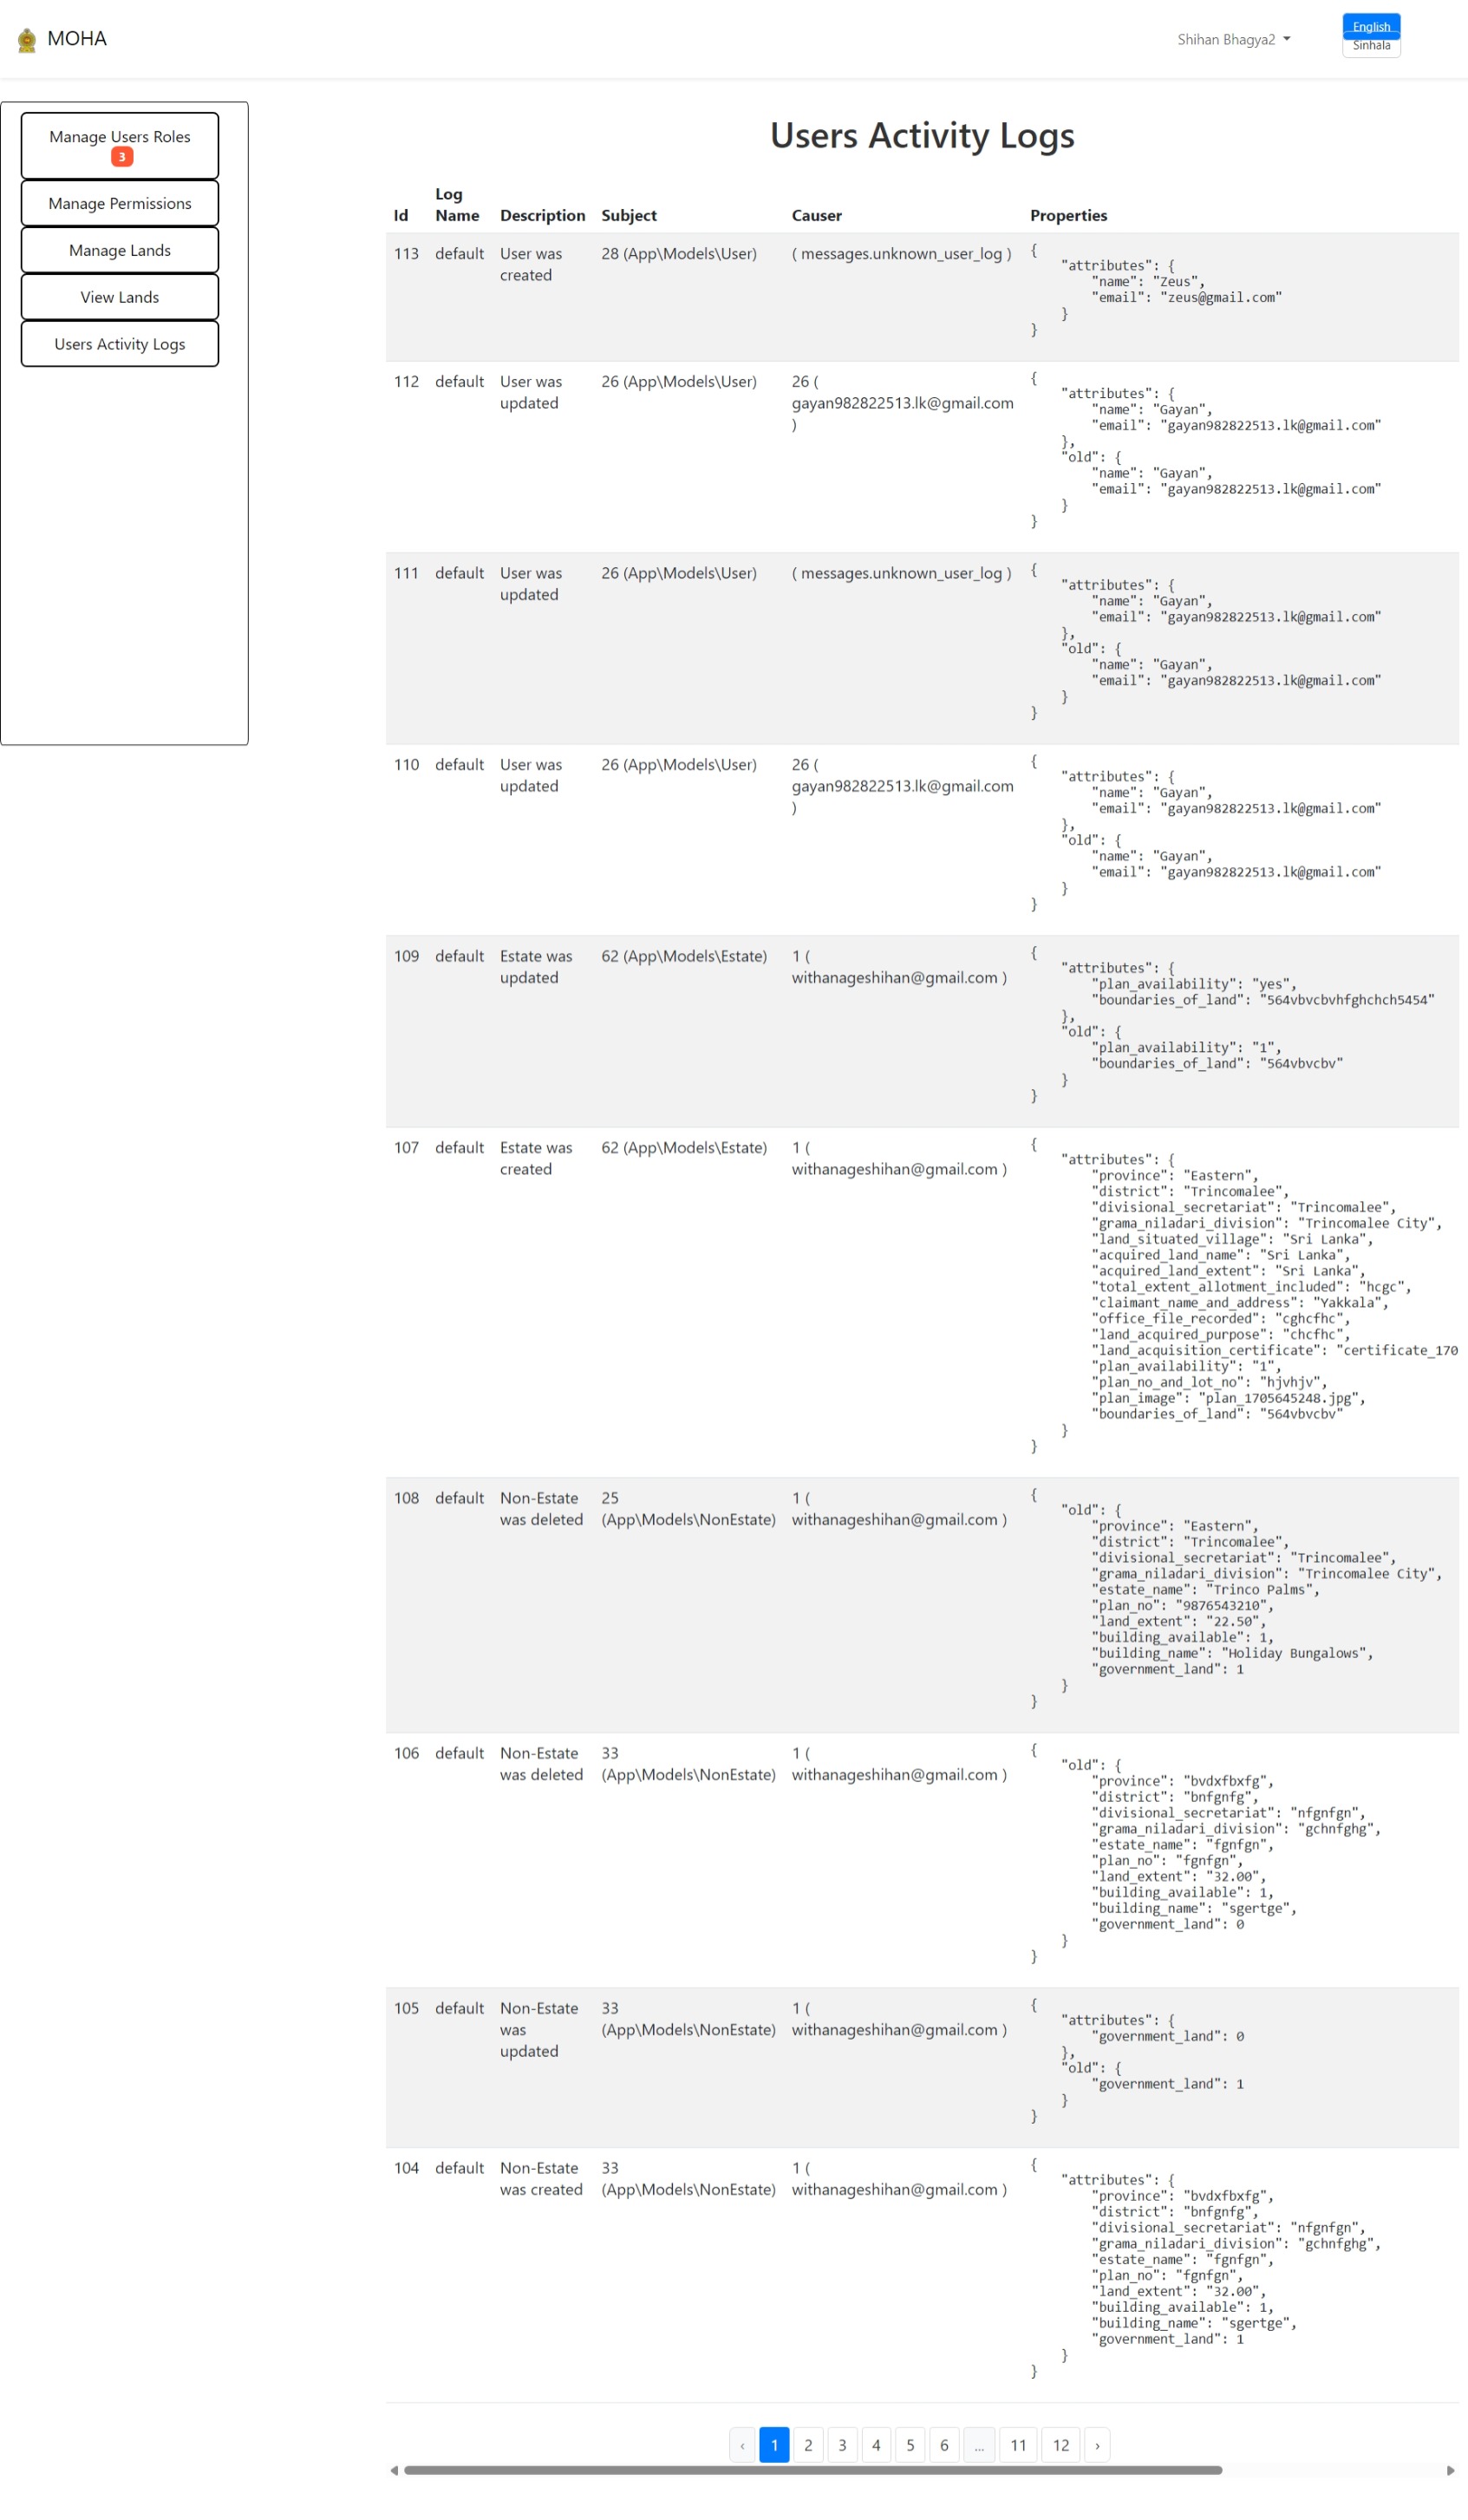 MOHA
Shihan Bhagya2
English
Sinhala
Manage Users Roles
3
Manage Permissions
Manage Lands
View Lands
Users Activity Logs
Users Activity Logs
Id Log Name Description Subject Causer Properties
113 default User was created 28 (App\Models\User) ( messages.unknown_user_log )
{
"attributes": {
"name": "Zeus",
"email": "zeus@gmail.com"
}
}
112 default User was updated 26 (App\Models\User) 26 ( gayan982822513.lk@gmail.com )
{
"attributes": {
"name": "Gayan",
"email": "gayan982822513.lk@gmail.com"
},
"old": {
"name": "Gayan",
"email": "gayan982822513.lk@gmail.com"
}
}
111 default User was updated 26 (App\Models\User) ( messages.unknown_user_log )
{
"attributes": {
"name": "Gayan",
"email": "gayan982822513.lk@gmail.com"
},
"old": {
"name": "Gayan",
"email": "gayan982822513.lk@gmail.com"
}
}
110 default User was updated 26 (App\Models\User) 26 ( gayan982822513.lk@gmail.com )
{
"attributes": {
"name": "Gayan",
"email": "gayan982822513.lk@gmail.com"
},
"old": {
"name": "Gayan",
"email": "gayan982822513.lk@gmail.com"
}
}
109 default Estate was updated 62 (App\Models\Estate) 1 ( withanageshihan@gmail.com )
{
"attributes": {
"plan_availability": "yes",
"boundaries_of_land": "564vbvcbvhfghchch5454"
},
"old": {
"plan_availability": "1",
"boundaries_of_land": "564vbvcbv"
}
}
107 default Estate was created 62 (App\Models\Estate) 1 ( withanageshihan@gmail.com )
{
"attributes": {
"province": "Eastern",
"district": "Trincomalee",
"divisional_secretariat": "Trincomalee",
"grama_niladari_division": "Trincomalee City",
"land_situated_village": "Sri Lanka",
"acquired_land_name": "Sri Lanka",
"acquired_land_extent": "Sri Lanka",
"total_extent_allotment_included": "hcgc",
"claimant_name_and_address": "Yakkala",
"office_file_recorded": "cghcfhc",
"land_acquired_purpose": "chcfhc",
"land_acquisition_certificate": "certificate_170
"plan_availability": "1",
"plan_no_and_lot_no": "hjvhjv",
"plan_image": "plan_1705645248.jpg",
"boundaries_of_land": "564vbvcbv"
}
}
108 default Non-Estate was deleted 25 (App\Models\NonEstate) 1 ( withanageshihan@gmail.com )
{
"old": {
"province": "Eastern",
"district": "Trincomalee",
"divisional_secretariat": "Trincomalee",
"grama_niladari_division": "Trincomalee City",
"estate_name": "Trinco Palms",
"plan_no": "9876543210",
"land_extent": "22.50",
"building_available": 1,
"building_name": "Holiday Bungalows",
"government_land": 1
}
}
106 default Non-Estate was deleted 33 (App\Models\NonEstate) 1 ( withanageshihan@gmail.com )
{
"old": {
"province": "bvdxfbxfg",
"district": "bnfgnfg",
"divisional_secretariat": "nfgnfgn",
"grama_niladari_division": "gchnfghg",
"estate_name": "fgnfgn",
"plan_no": "fgnfgn",
"land_extent": "32.00",
"building_available": 1,
"building_name": "sgertge",
"government_land": 0
}
}
105 default Non-Estate was updated 33 (App\Models\NonEstate) 1 ( withanageshihan@gmail.com )
{
"attributes": {
"government_land": 0
},
"old": {
"government_land": 1
}
}
104 default Non-Estate was created 33 (App\Models\NonEstate) 1 ( withanageshihan@gmail.com )
{
"attributes": {
"province": "bvdxfbxfg",
"district": "bnfgnfg",
"divisional_secretariat": "nfgnfgn",
"grama_niladari_division": "gchnfghg",
"estate_name": "fgnfgn",
"plan_no": "fgnfgn",
"land_extent": "32.00",
"building_available": 1,
"building_name": "sgertge",
"government_land": 1
}
}
‹ 1 2 3 4 5 6 ... 11 12 ›